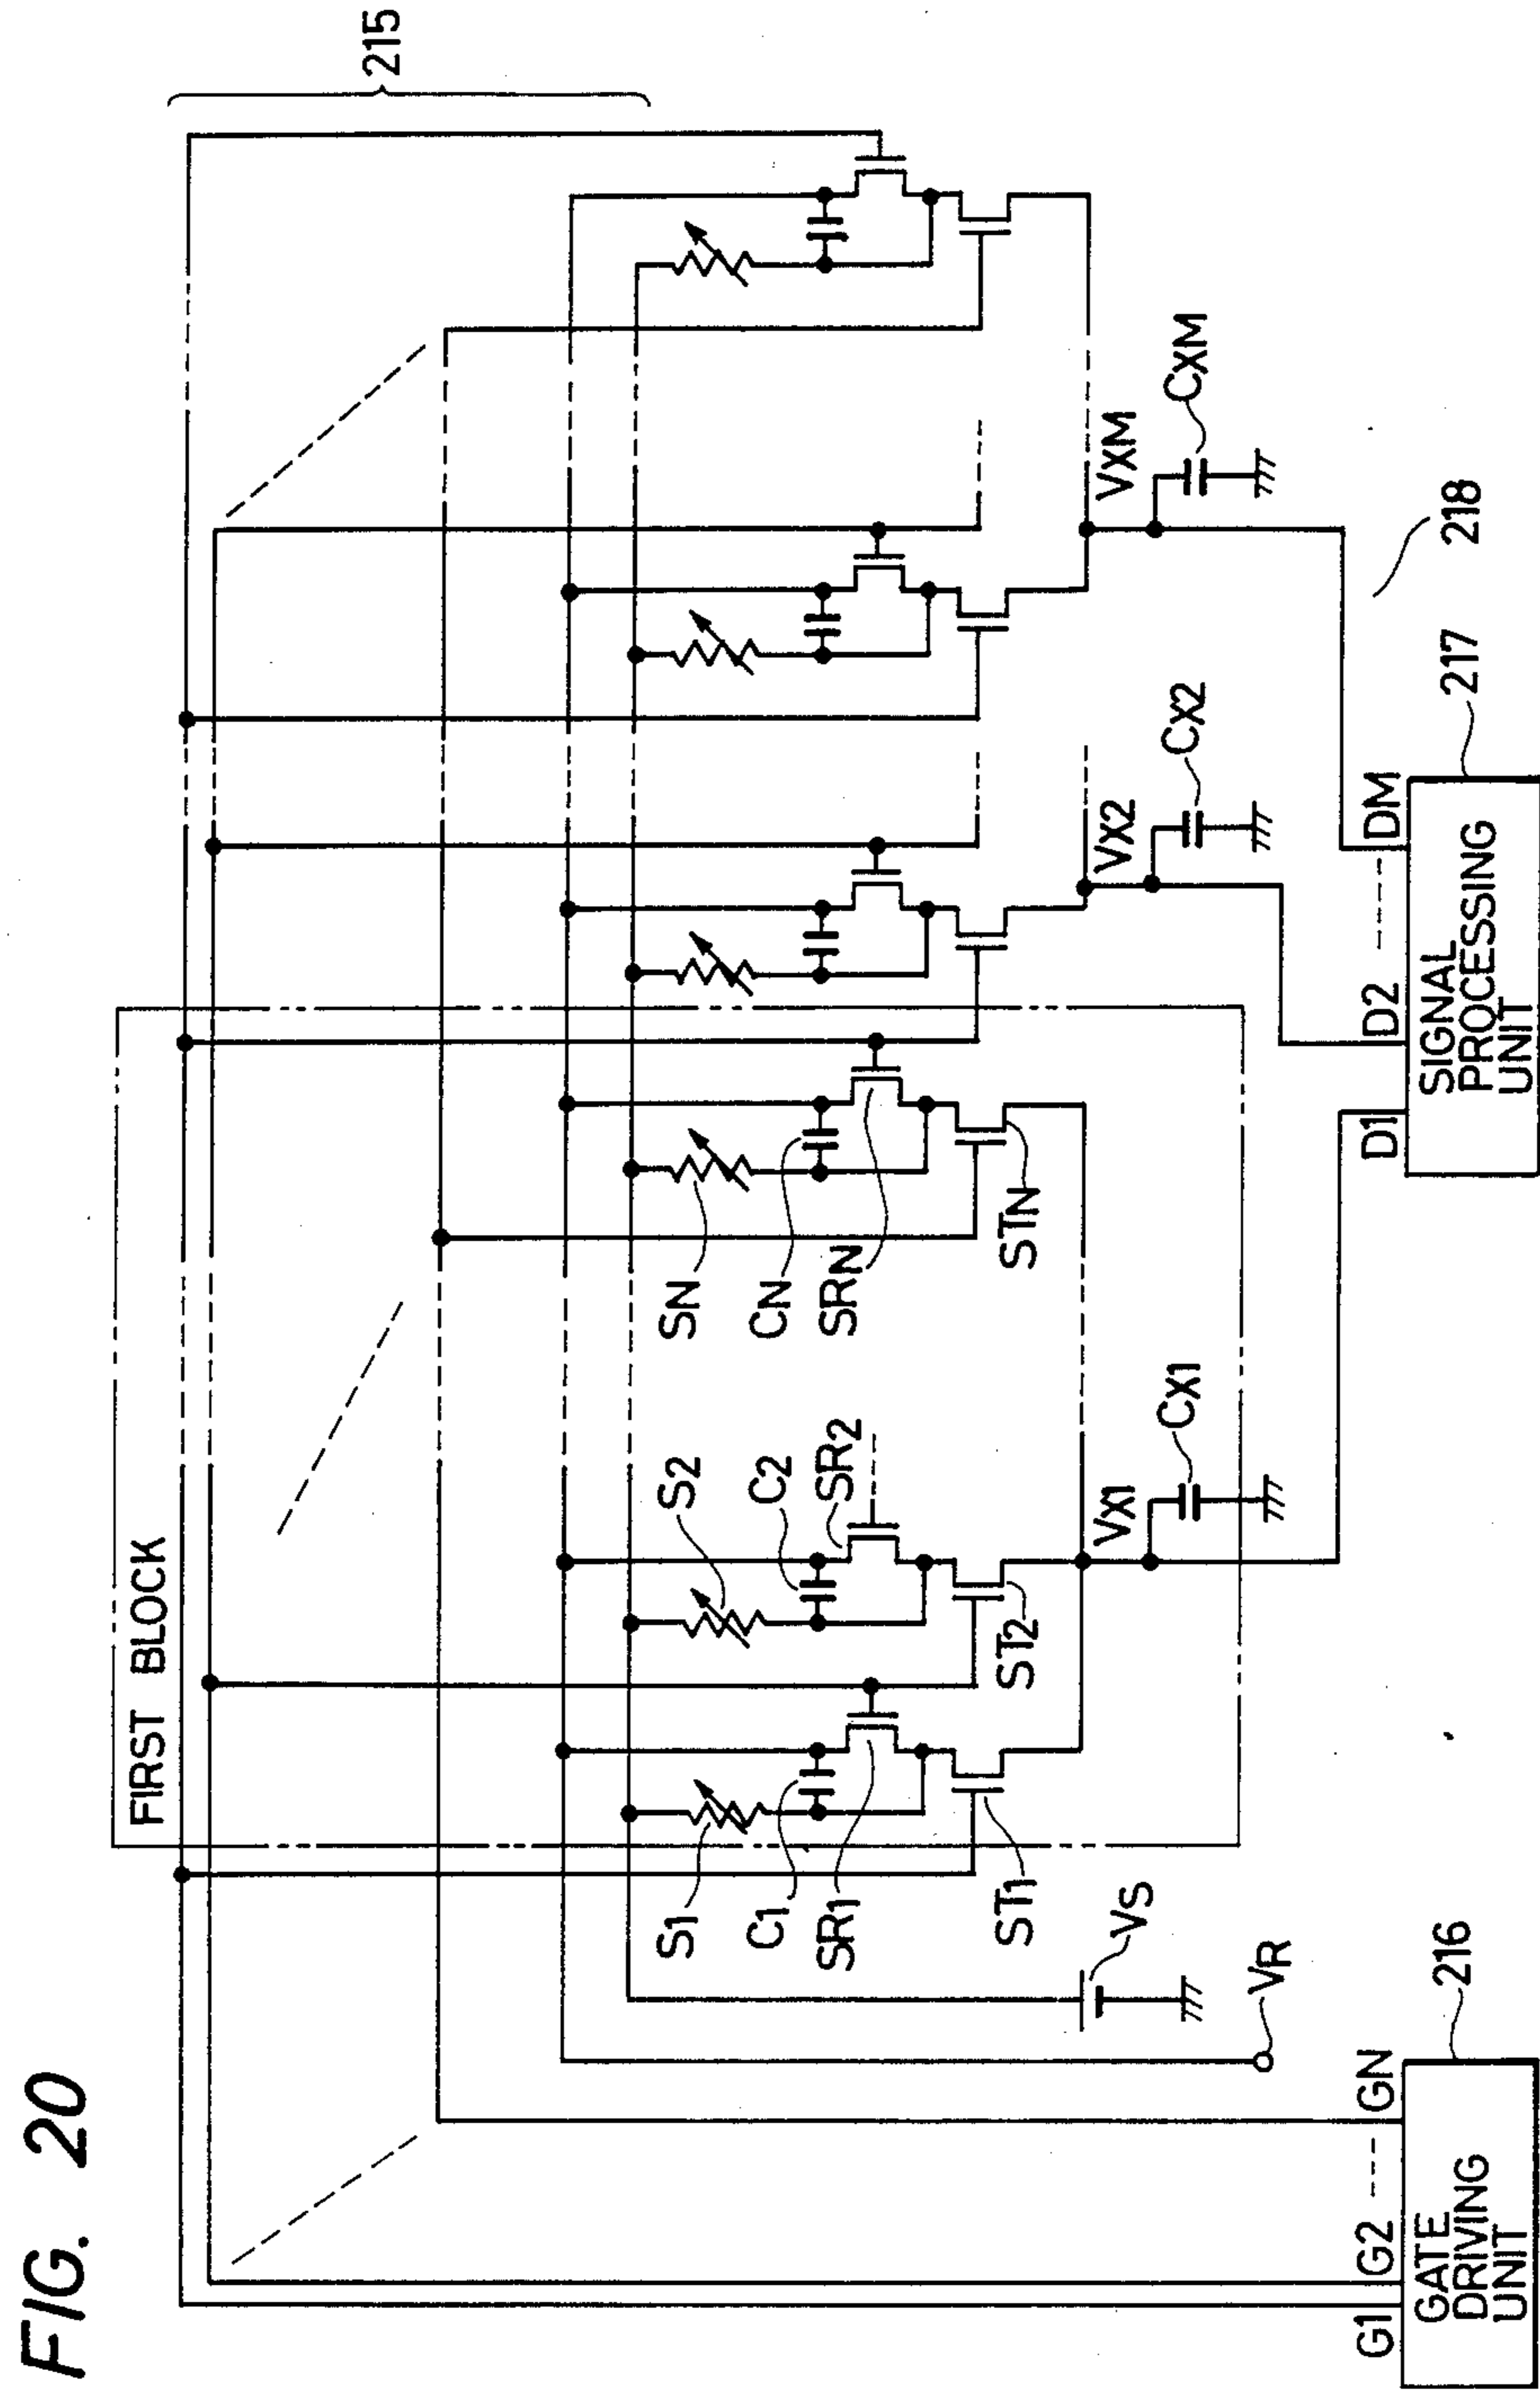 FIG. 20
215
FIRST BLOCK
S1
S2
SN
C1
C2
CN
SR1
SR2
SRN
ST1
ST2
STN
VS
VR
VX1
VX2
VXM
CX1
CX2
CXM
218
G1 G2 ---- GN
216
GATE
DRIVING
UNIT
D1 D2 ---- DM
217
SIGNAL
PROCESSING
UNIT